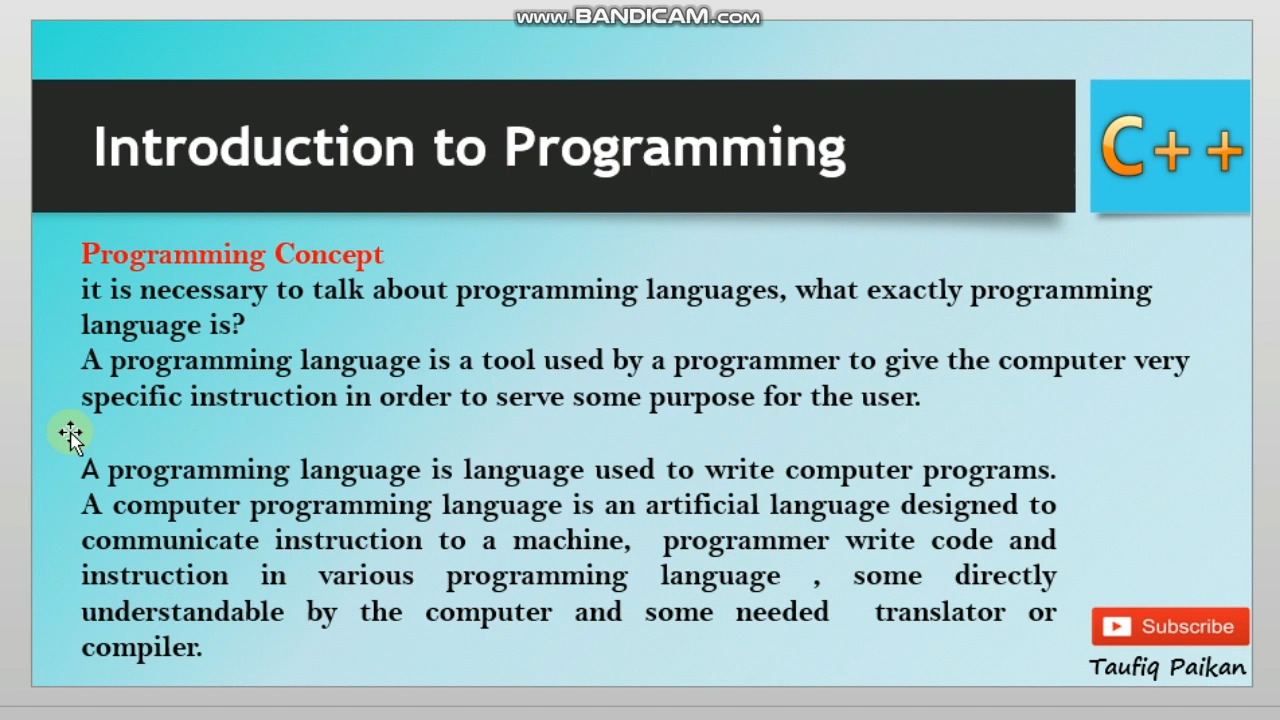 www.BANDICAM.com
Introduction to Programming
C++
Programming Concept
it is necessary to talk about programming languages, what exactly programming
language is?
A programming language is a tool used by a programmer to give the computer very
specific instruction in order to serve some purpose for the user.
A programming language is language used to write computer programs.
A computer programming language is an artificial language designed to
communicate instruction to a machine, programmer write code and
instruction in various programming language , some directly
understandable by the computer and some needed translator or
compiler.
Subscribe
Taufiq Paikan